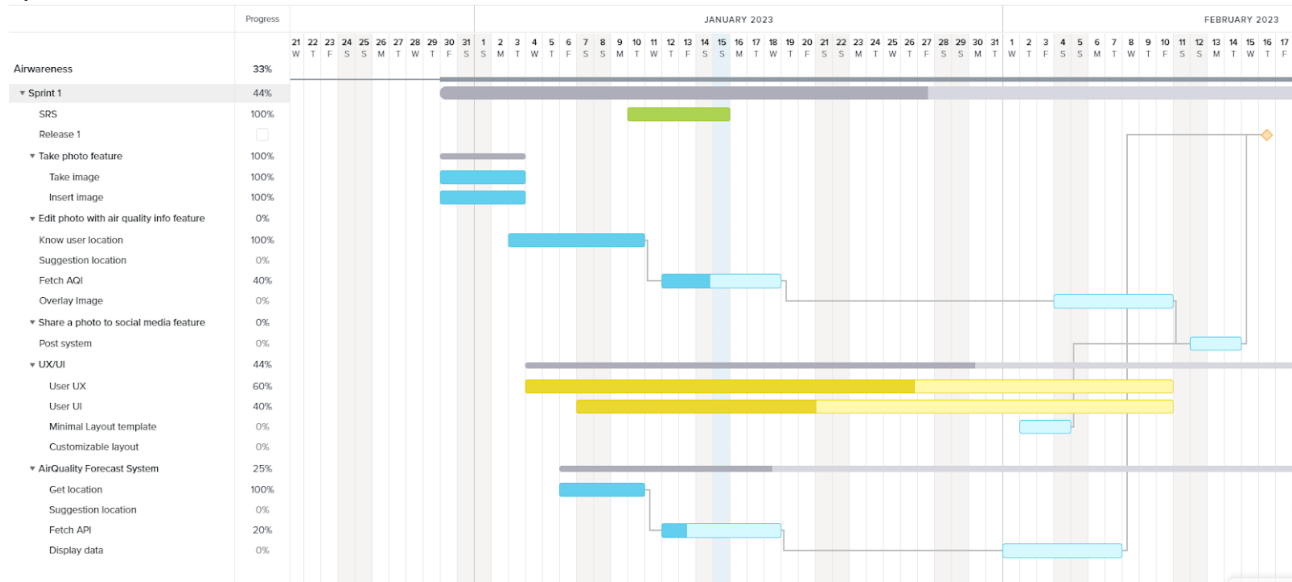 Progress
JANUARY 2023
FEBRUARY 2023
21 22 23 24 25 26 27 28 29 30 31 1 2 3 4 5 6 7 8 9 10 11 12 13 14 15 16 17 18 19 20 21 22 23 24 25 26 27 28 29 30 31 1 2 3 4 5 6 7 8 9 10 11 12 13 14 15 16 17
W T F S S M T W T F S S M T W T F S S M T W T F S S M T W T F S S M T W T F S S M T W T F S S M T W T F S S M T W T F
Airwareness 33%
Sprint 1 44%
SRS 100%
Release 1
Take photo feature 100%
Take image 100%
Insert image 100%
Edit photo with air quality info feature 0%
Know user location 100%
Suggestion location 0%
Fetch AQI 40%
Overlay Image 0%
Share a photo to social media feature 0%
Post system 0%
UX/UI 44%
User UX 60%
User UI 40%
Minimal Layout template 0%
Customizable layout 0%
AirQuality Forecast System 25%
Get location 100%
Suggestion location 0%
Fetch API 20%
Display data 0%